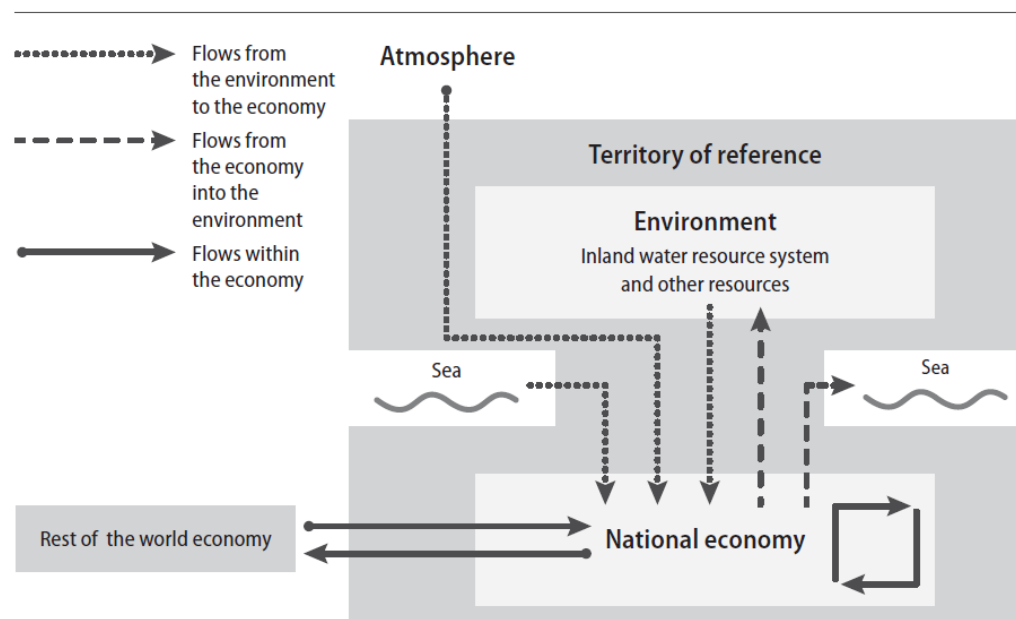 Flows from
the environment
to the economy
Flows from
the economy
into the
environment
Flows within
the economy
Atmosphere
Territory of reference
Environment
Inland water resource system
and other resources
Sea
Sea
Rest of the world economy
National economy